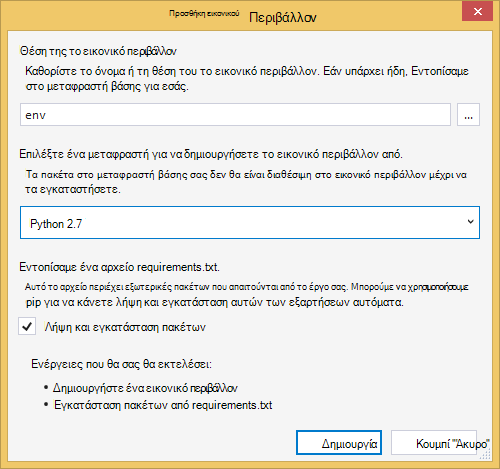 Προσθήκη εικονικού Περιβάλλον
Θέση της το εικονικό περιβάλλον
Καθορίστε το όνομα ή τη θέση του το εικονικό περιβάλλον. Εάν υπάρχει ήδη, Εντοπίσαμε
στο μεταφραστή βάσης για εσάς.
env
...
Επιλέξτε ένα μεταφραστή για να δημιουργήσετε το εικονικό περιβάλλον από.
Τα πακέτα στο μεταφραστή βάσης σας δεν θα είναι διαθέσιμη στο εικονικό περιβάλλον μέχρι να
τα εγκαταστήσετε.
Python 2.7
Εντοπίσαμε ένα αρχείο requirements.txt.
Αυτό το αρχείο περιέχει εξωτερικές πακέτων που απαιτούνται από το έργο σας. Μπορούμε να χρησιμοποιήσουμε
pip για να κάνετε λήψη και εγκατάσταση αυτών των εξαρτήσεων αυτόματα.
Λήψη και εγκατάσταση πακέτων
Ενέργειες που θα σας θα εκτελέσει:
• Δημιουργήστε ένα εικονικό περιβάλλον
• Εγκατάσταση πακέτων από requirements.txt
Δημιουργία
Κουμπί "Άκυρο"